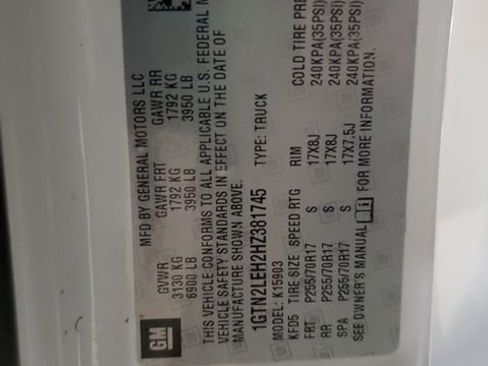 GM
MFD BY GENERAL MOTORS LLC
GVWR GAWR FRT GAWR RR
3130 KG 1792 KG 1792 KG
6900 LB 3950 LB 3950 LB
THIS VEHICLE CONFORMS TO ALL APPLICABLE U.S. FEDERAL M
VEHICLE SAFETY STANDARDS IN EFFECT ON THE DATE OF
MANUFACTURE SHOWN ABOVE.
1GTN2LEH2HZ381745 TYPE: TRUCK
MODEL: K15903
KFD5 TIRE SIZE SPEED RTG RIM COLD TIRE PRE
FRT P255/70R17 S 17X8J 240KPA(35PSI)
RR P255/70R17 S 17X8J 240KPA(35PSI)
SPA P255/70R17 S 17X7.5J 240KPA(35PSI)
SEE OWNER'S MANUAL FOR MORE INFORMATION.